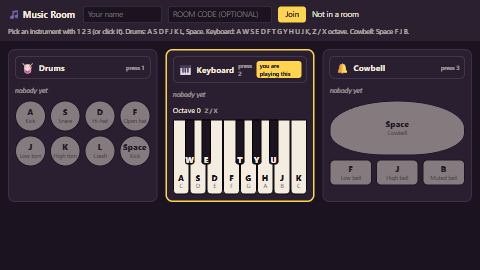 Music Room Your name ROOM CODE (OPTIONAL) Join Not in a room
Pick an instrument with 1 2 3 (or click it). Drums: A S D F J K L, Space. Keyboard: A W S E D F T G Y H U J K, Z / X octave. Cowbell: Space F J B.
Drums press 1
nobody yet
A Kick
S Snare
D Hi-hat
F Open hat
J Low tom
K High tom
L Crash
Space Kick
Keyboard press 2 you are playing this
nobody yet
Octave 0 Z / X
W E T Y U
A S D F G H J K
C D E F G A B C
Cowbell press 3
nobody yet
Space
Cowbell
F Low bell
J High bell
B Muted bell